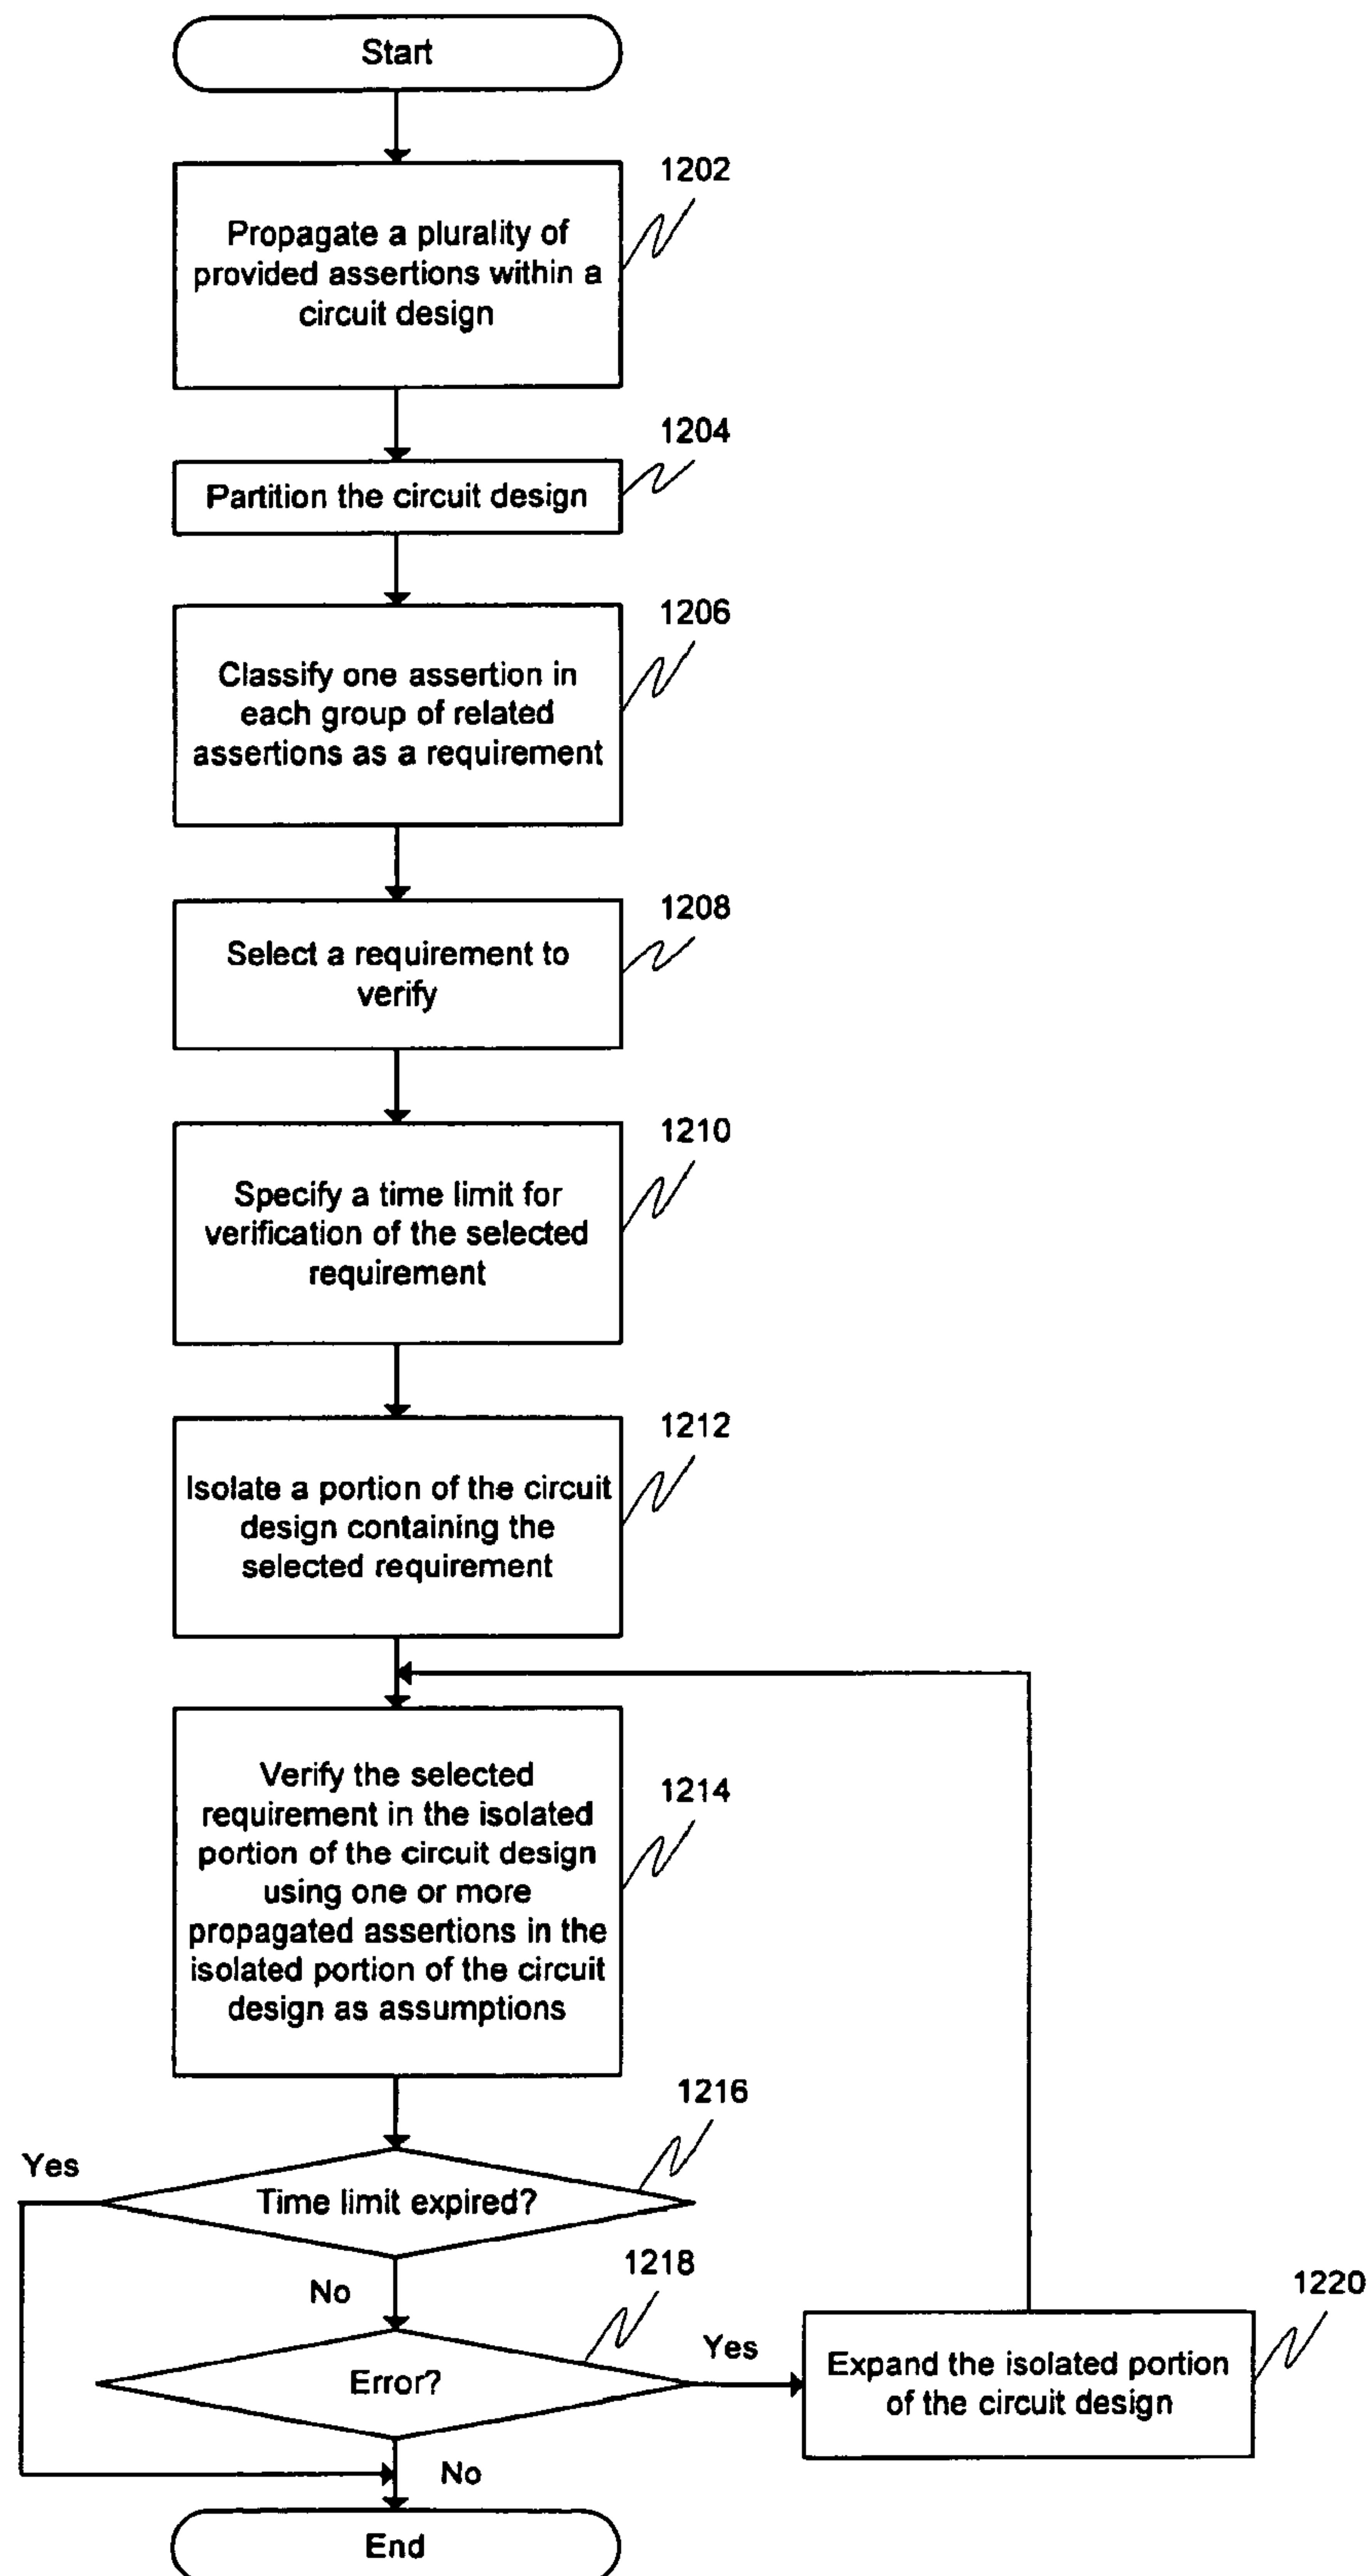 Start
1202
Propagate a plurality of
provided assertions within a
circuit design
1204
Partition the circuit design
1206
Classify one assertion in
each group of related
assertions as a requirement
1208
Select a requirement to
verify
1210
Specify a time limit for
verification of the selected
requirement
1212
Isolate a portion of the circuit
design containing the
selected requirement
1214
Verify the selected
requirement in the isolated
portion of the circuit design
using one or more
propagated assertions in the
isolated portion of the circuit
design as assumptions
1216
Yes
Time limit expired?
No
1218
Error?
Yes
1220
Expand the isolated portion
of the circuit design
No
End